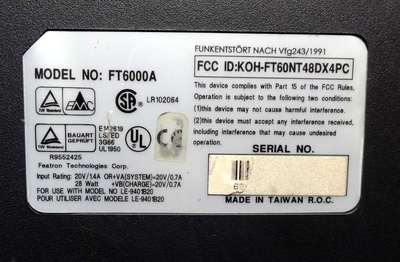 FUNKENTSTÖRT NACH Vfg243/1991
MODEL NO: FT6000A
FCC ID:KOH-FT60NT48DX4PC
This device complies with Part 15 of the FCC Rules.
Operation is subject to the following two conditions:
(1)this device may not cause harmful interference.
(2)this device must accept any interference received,
including interference that may cause undesired
operation.
LR102064
BAUART
GEPRÜFT
EM2619
LISTED
3G66
UL1950
R9552425
Featron Technologies Corp.
Input Rating: 20V/1.4A OR+VA(SYSTEM)=20V/0.7A
28 Watt +VB(CHARGE)=20V/0.7A
FOR USE WITH MODEL NO LE-9401B20
POUR UTILISER AVEC MODELE LE-9401B20
SERIAL NO.
MADE IN TAIWAN R.O.C.